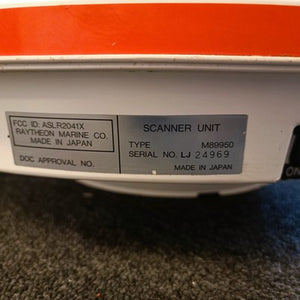 FCC ID: ASLR2041X
RAYTHEON MARINE CO.
MADE IN JAPAN
DOC APPROVAL NO.
SCANNER UNIT
TYPE M89950
SERIAL NO. LJ 24969
MADE IN JAPAN
ON